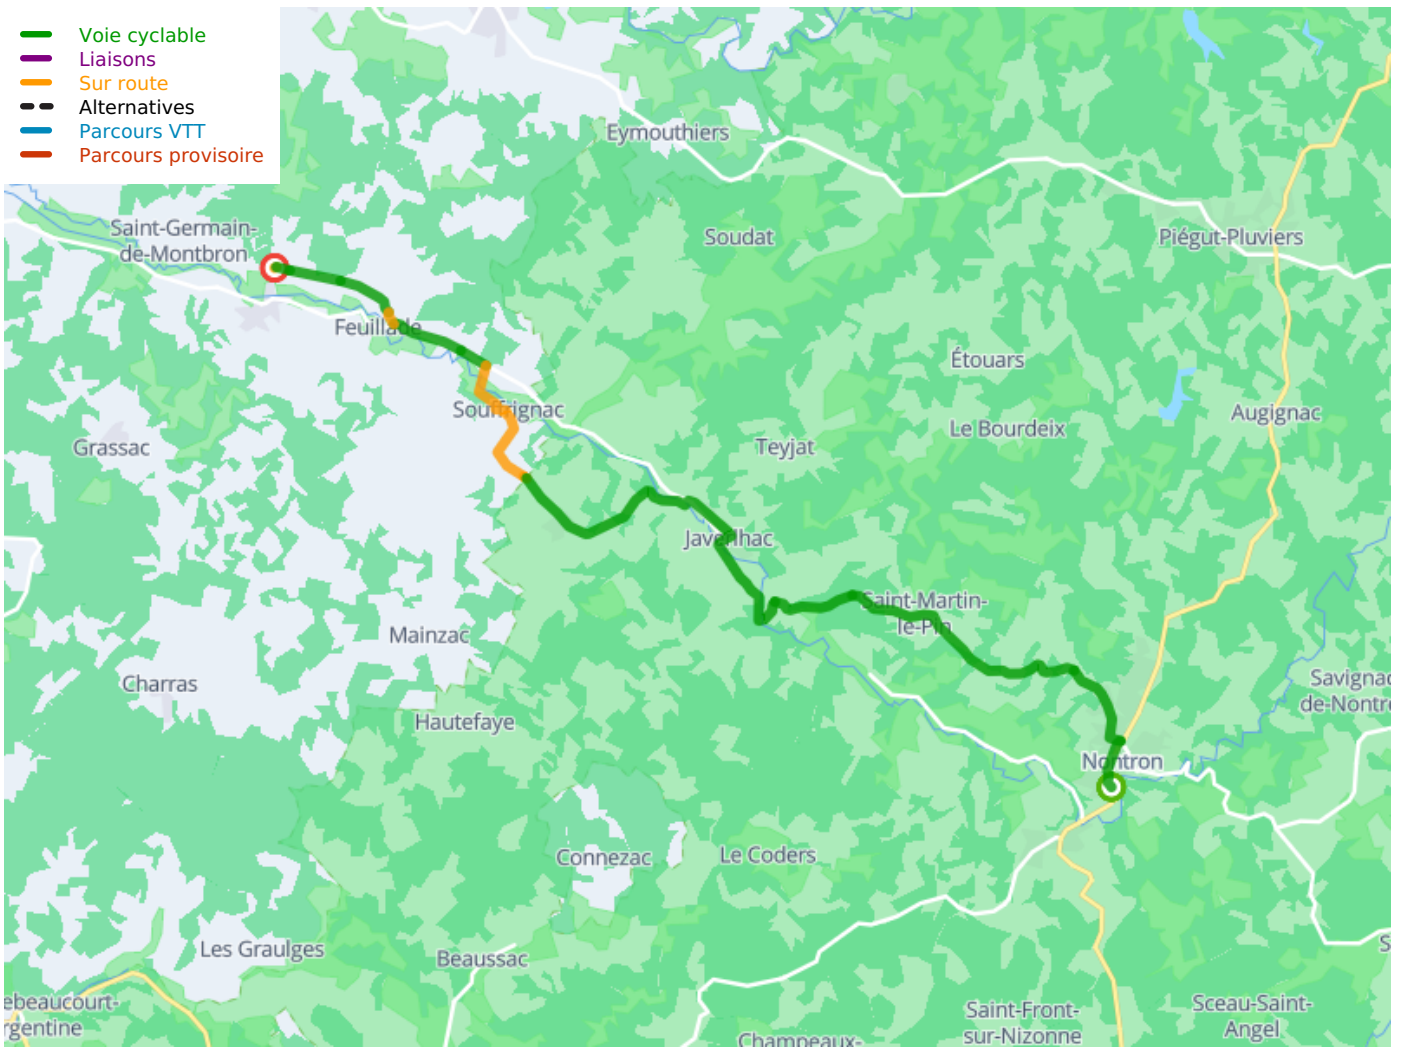 Voie cyclable
Liaisons
Sur route
Alternatives
Parcours VTT
Parcours provisoire
Eymouthiers
Saint-Germain-
de-Montbron
Soudat
Piégut-Pluviers
Feuillade
Étouars
Souffrignac
Augignac
Le Bourdeix
Grassac
Teyjat
Javerlhac
Saint-Martin-
le-Pin
Mainzac
Charras
Savignac
de-Nontr
Hautefaye
Nontron
Connezac
Le Coders
Les Graulges
Beaussac
ebeaucourt-
rgentine
Saint-Front-
sur-Nizonne
Sceau-Saint-
Angel
Champeaux-
S